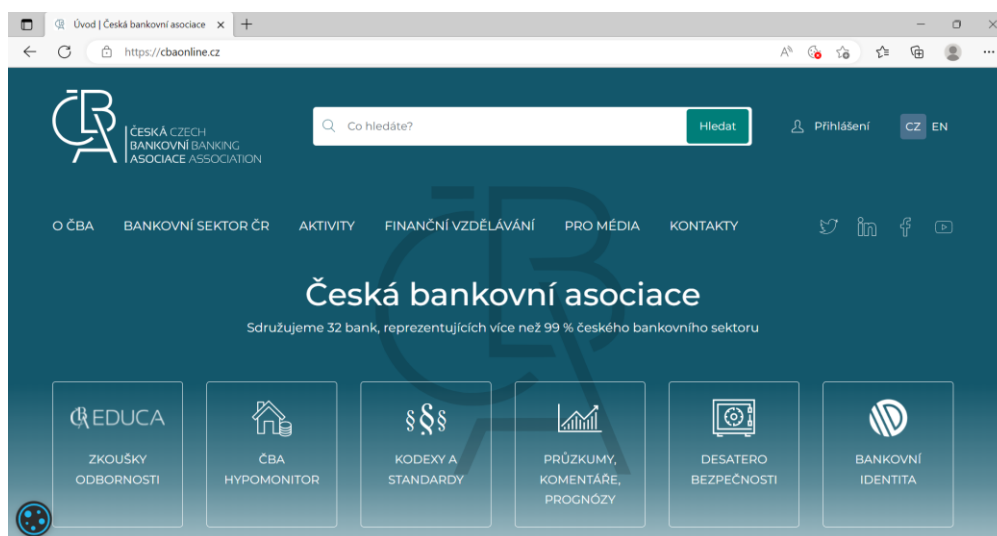 Úvod | Česká bankovní asociace
https://cbaonline.cz
ČBA
ČESKÁ CZECH
BANKOVNÍ BANKING
ASOCIACE ASSOCIATION
Co hledáte?
Hledat
Přihlášení
CZ EN
O ČBA BANKOVNÍ SEKTOR ČR AKTIVITY FINANČNÍ VZDĚLÁVÁNÍ PRO MÉDIA KONTAKTY
Česká bankovní asociace
Sdružujeme 32 bank, reprezentujících více než 99 % českého bankovního sektoru
EDUCA
ZKOUŠKY
ODBORNOSTI
ČBA
HYPOMONITOR
§§§
KODEXY A
STANDARDY
PRŮZKUMY,
KOMENTÁŘE,
PROGNÓZY
DESATERO
BEZPEČNOSTI
BANKOVNÍ
IDENTITA